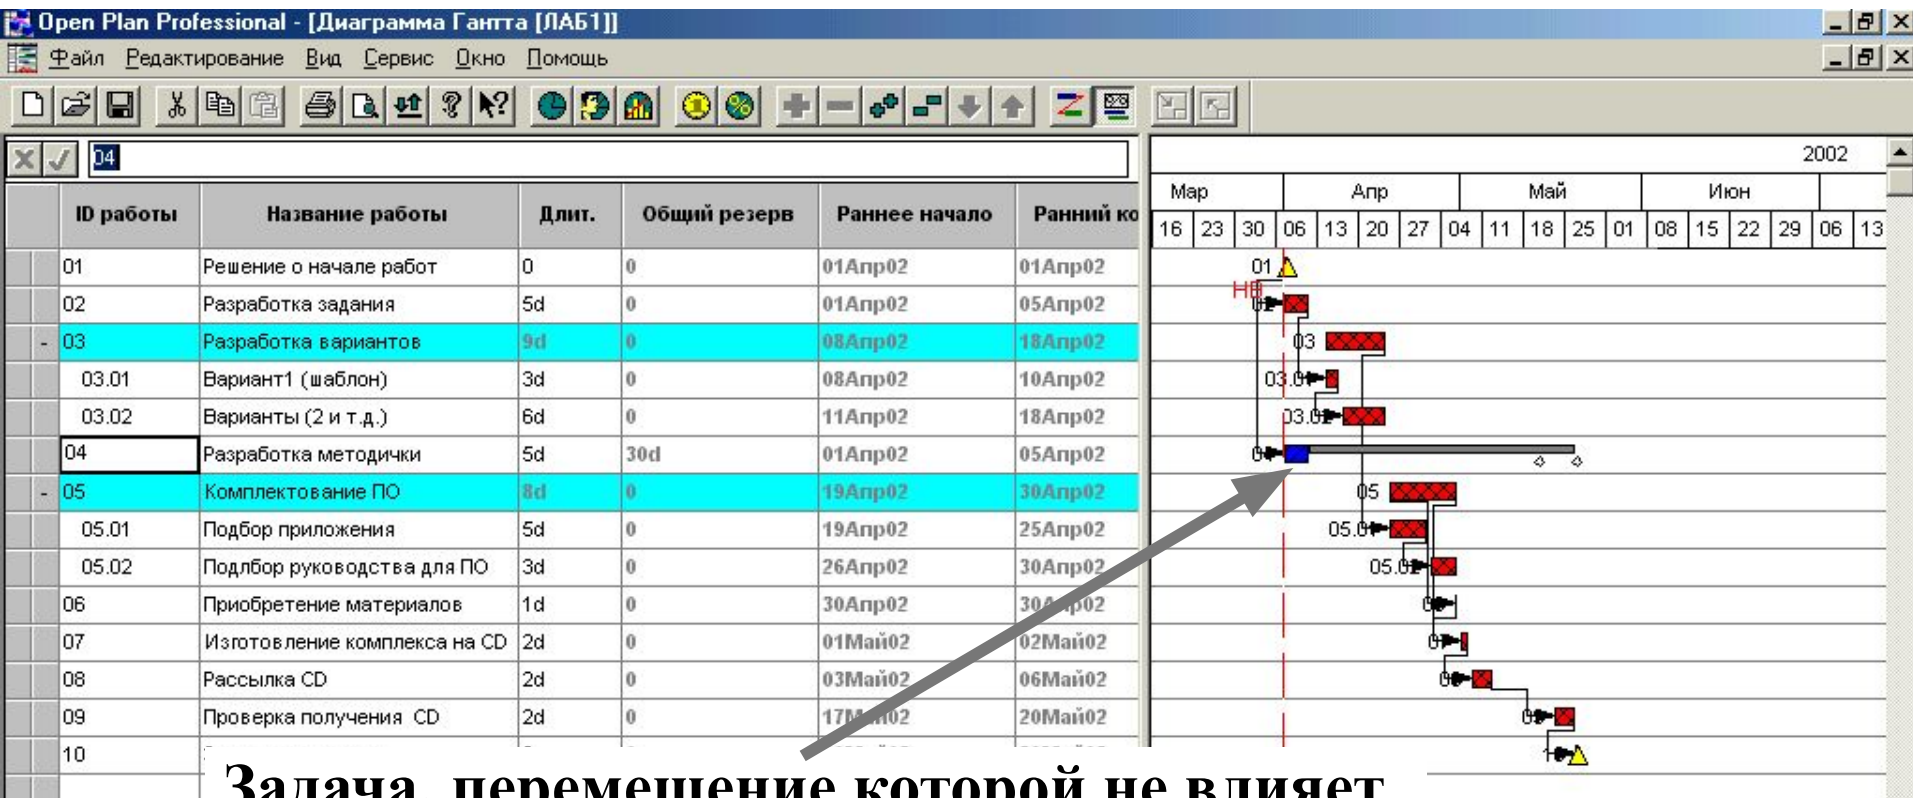 Open Plan Professional - [Диаграмма Гантта [ЛАБ1]]
Файл Редактирование Вид Сервис Окно Помощь
04
2002
ID работы Название работы Длит. Общий резерв Раннее начало Ранний ко
Мар Апр Май Июн
16 23 30 06 13 20 27 04 11 18 25 01 08 15 22 29 06 13
01 Решение о начале работ 0 0 01Апр02 01Апр02 01
НВ
02 Разработка задания 5d 0 01Апр02 05Апр02
- 03 Разработка вариантов 9d 0 08Апр02 18Апр02 03
03.01 Вариант1 (шаблон) 3d 0 08Апр02 10Апр02
03.02 Варианты (2 и т.д.) 6d 0 11Апр02 18Апр02
04 Разработка методички 5d 30d 01Апр02 05Апр02
- 05 Комплектование ПО 8d 0 19Апр02 30Апр02 05
05.01 Подбор приложения 5d 0 19Апр02 25Апр02
05.02 Подлбор руководства для ПО 3d 0 26Апр02 30Апр02
06 Приобретение материалов 1d 0 30Апр02 30Апр02
07 Изготовление комплекса на CD 2d 0 01Май02 02Май02
08 Рассылка CD 2d 0 03Май02 06Май02
09 Проверка получения CD 2d 0 17Май02 20Май02
10
Задача, перемещение которой не влияет